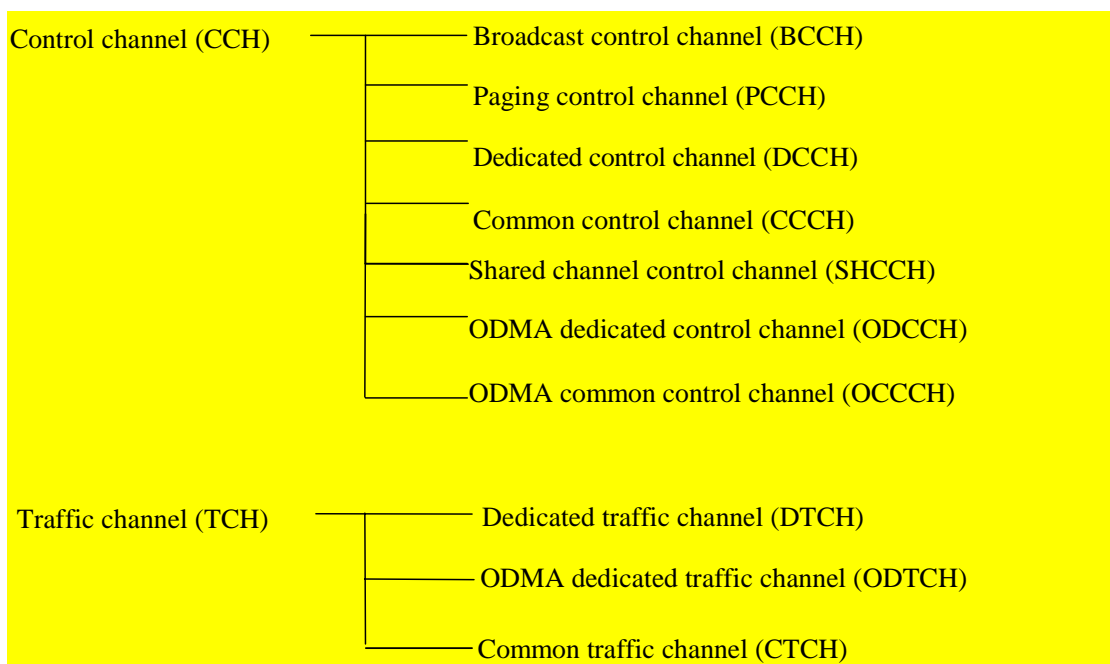 Control channel (CCH)
Broadcast control channel (BCCH)
Paging control channel (PCCH)
Dedicated control channel (DCCH)
Common control channel (CCCH)
Shared channel control channel (SHCCH)
ODMA dedicated control channel (ODCCH)
ODMA common control channel (OCCCH)
Traffic channel (TCH)
Dedicated traffic channel (DTCH)
ODMA dedicated traffic channel (ODTCH)
Common traffic channel (CTCH)